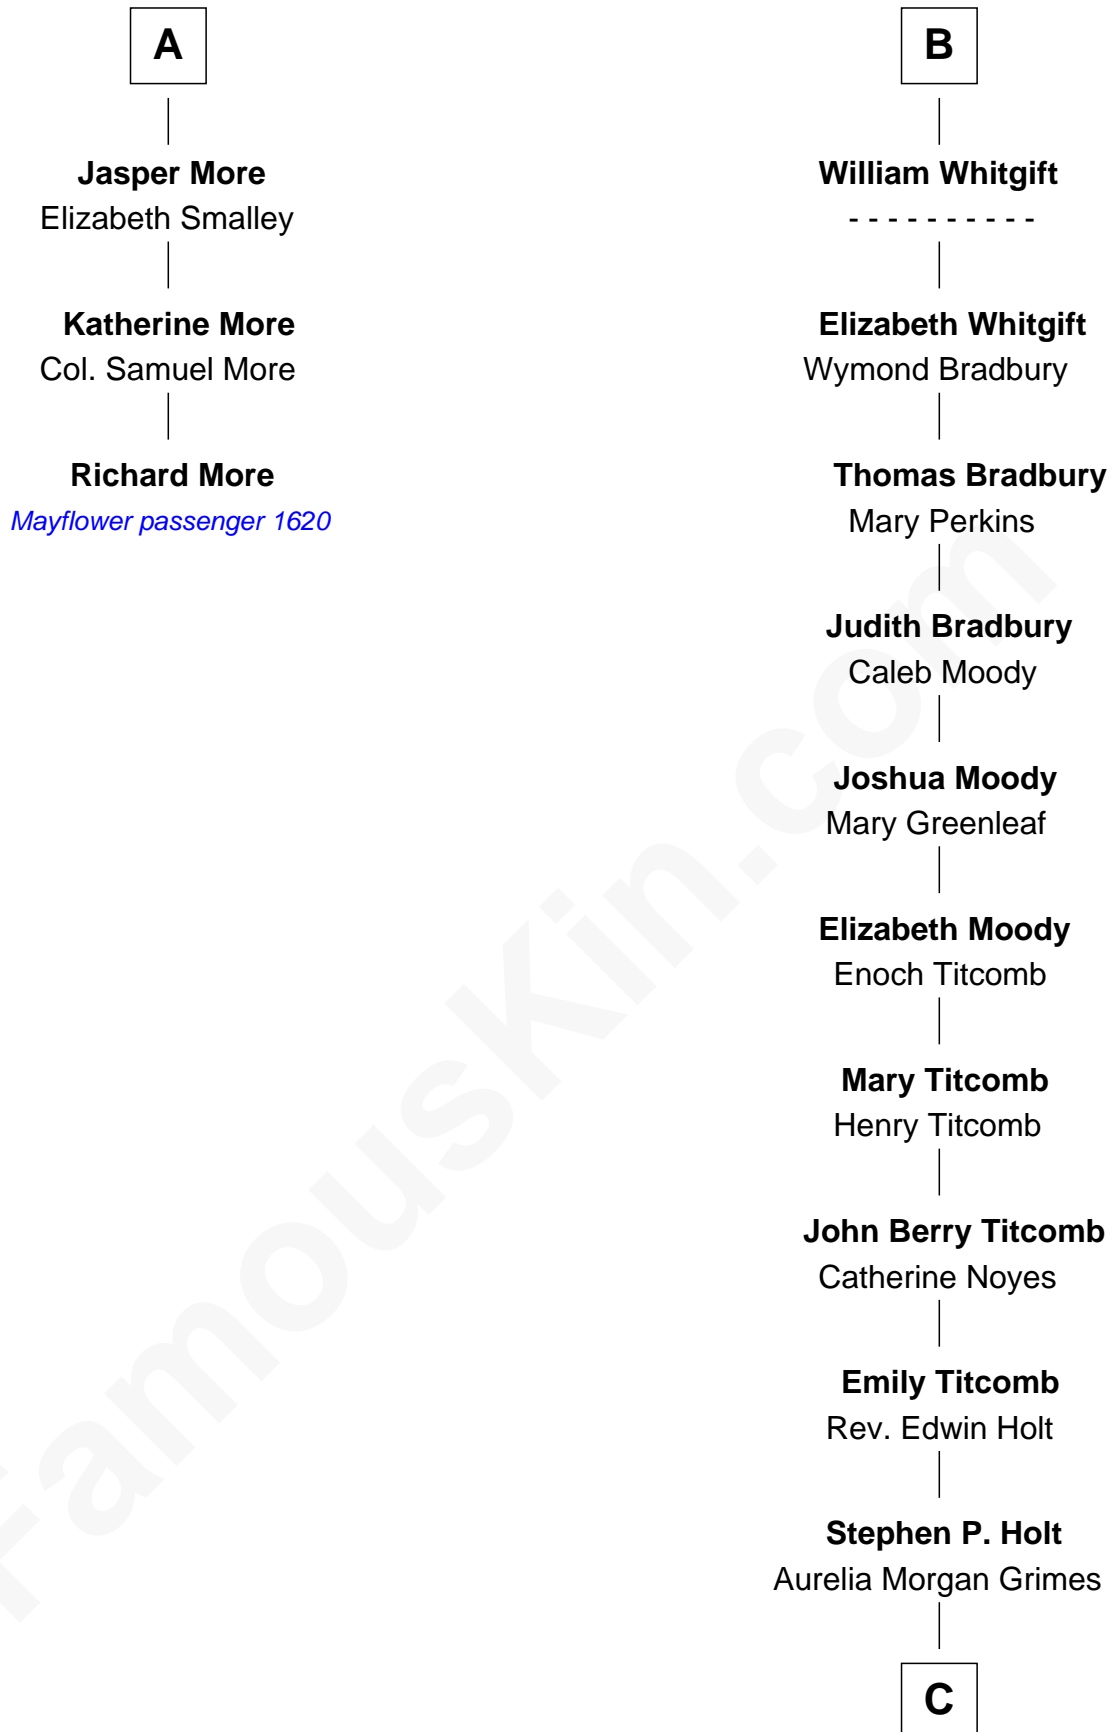 A
Jasper More
Elizabeth Smalley
Katherine More
Col. Samuel More
Richard More
Mayflower passenger 1620
B
William Whitgift
- - - - - - - - - -
Elizabeth Whitgift
Wymond Bradbury
Thomas Bradbury
Mary Perkins
Judith Bradbury
Caleb Moody
Joshua Moody
Mary Greenleaf
Elizabeth Moody
Enoch Titcomb
Mary Titcomb
Henry Titcomb
John Berry Titcomb
Catherine Noyes
Emily Titcomb
Rev. Edwin Holt
Stephen P. Holt
Aurelia Morgan Grimes
C
FamousKin.com